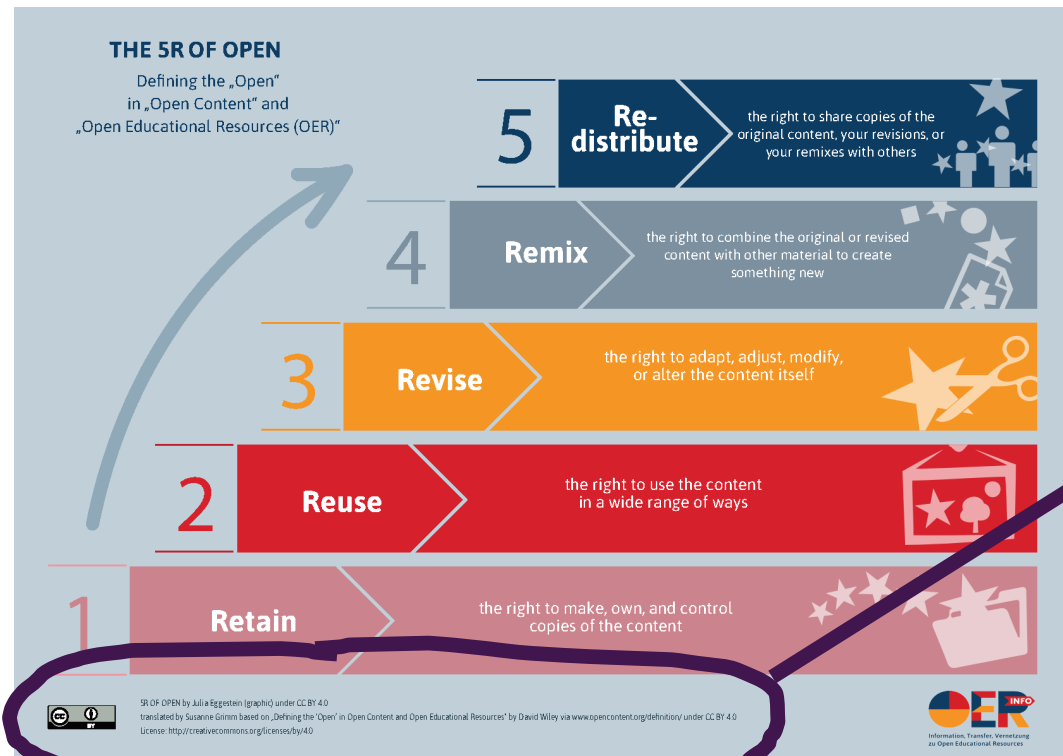 THE 5R OF OPEN
Defining the „Open“
in „Open Content“ and
„Open Educational Resources (OER)“
5
Re-
distribute
the right to share copies of the
original content, your revisions, or
your remixes with others
4
Remix
the right to combine the original or revised
content with other material to create
something new
3
Revise
the right to adapt, adjust, modify,
or alter the content itself
2
Reuse
the right to use the content
in a wide range of ways
1
Retain
the right to make, own, and control
copies of the content
cc
BY
5R OF OPEN by Julia Eggestein (graphic) under CC BY 4.0
translated by Susanne Grimm based on „Defining the 'Open' in Open Content and Open Educational Resources" by David Wiley via www.opencontent.org/definition/ under CC BY 4.0
License: http://creativecommons.org/licenses/by/4.0
OER INFO
Information, Transfer, Vernetzung
zu Open Educational Resources